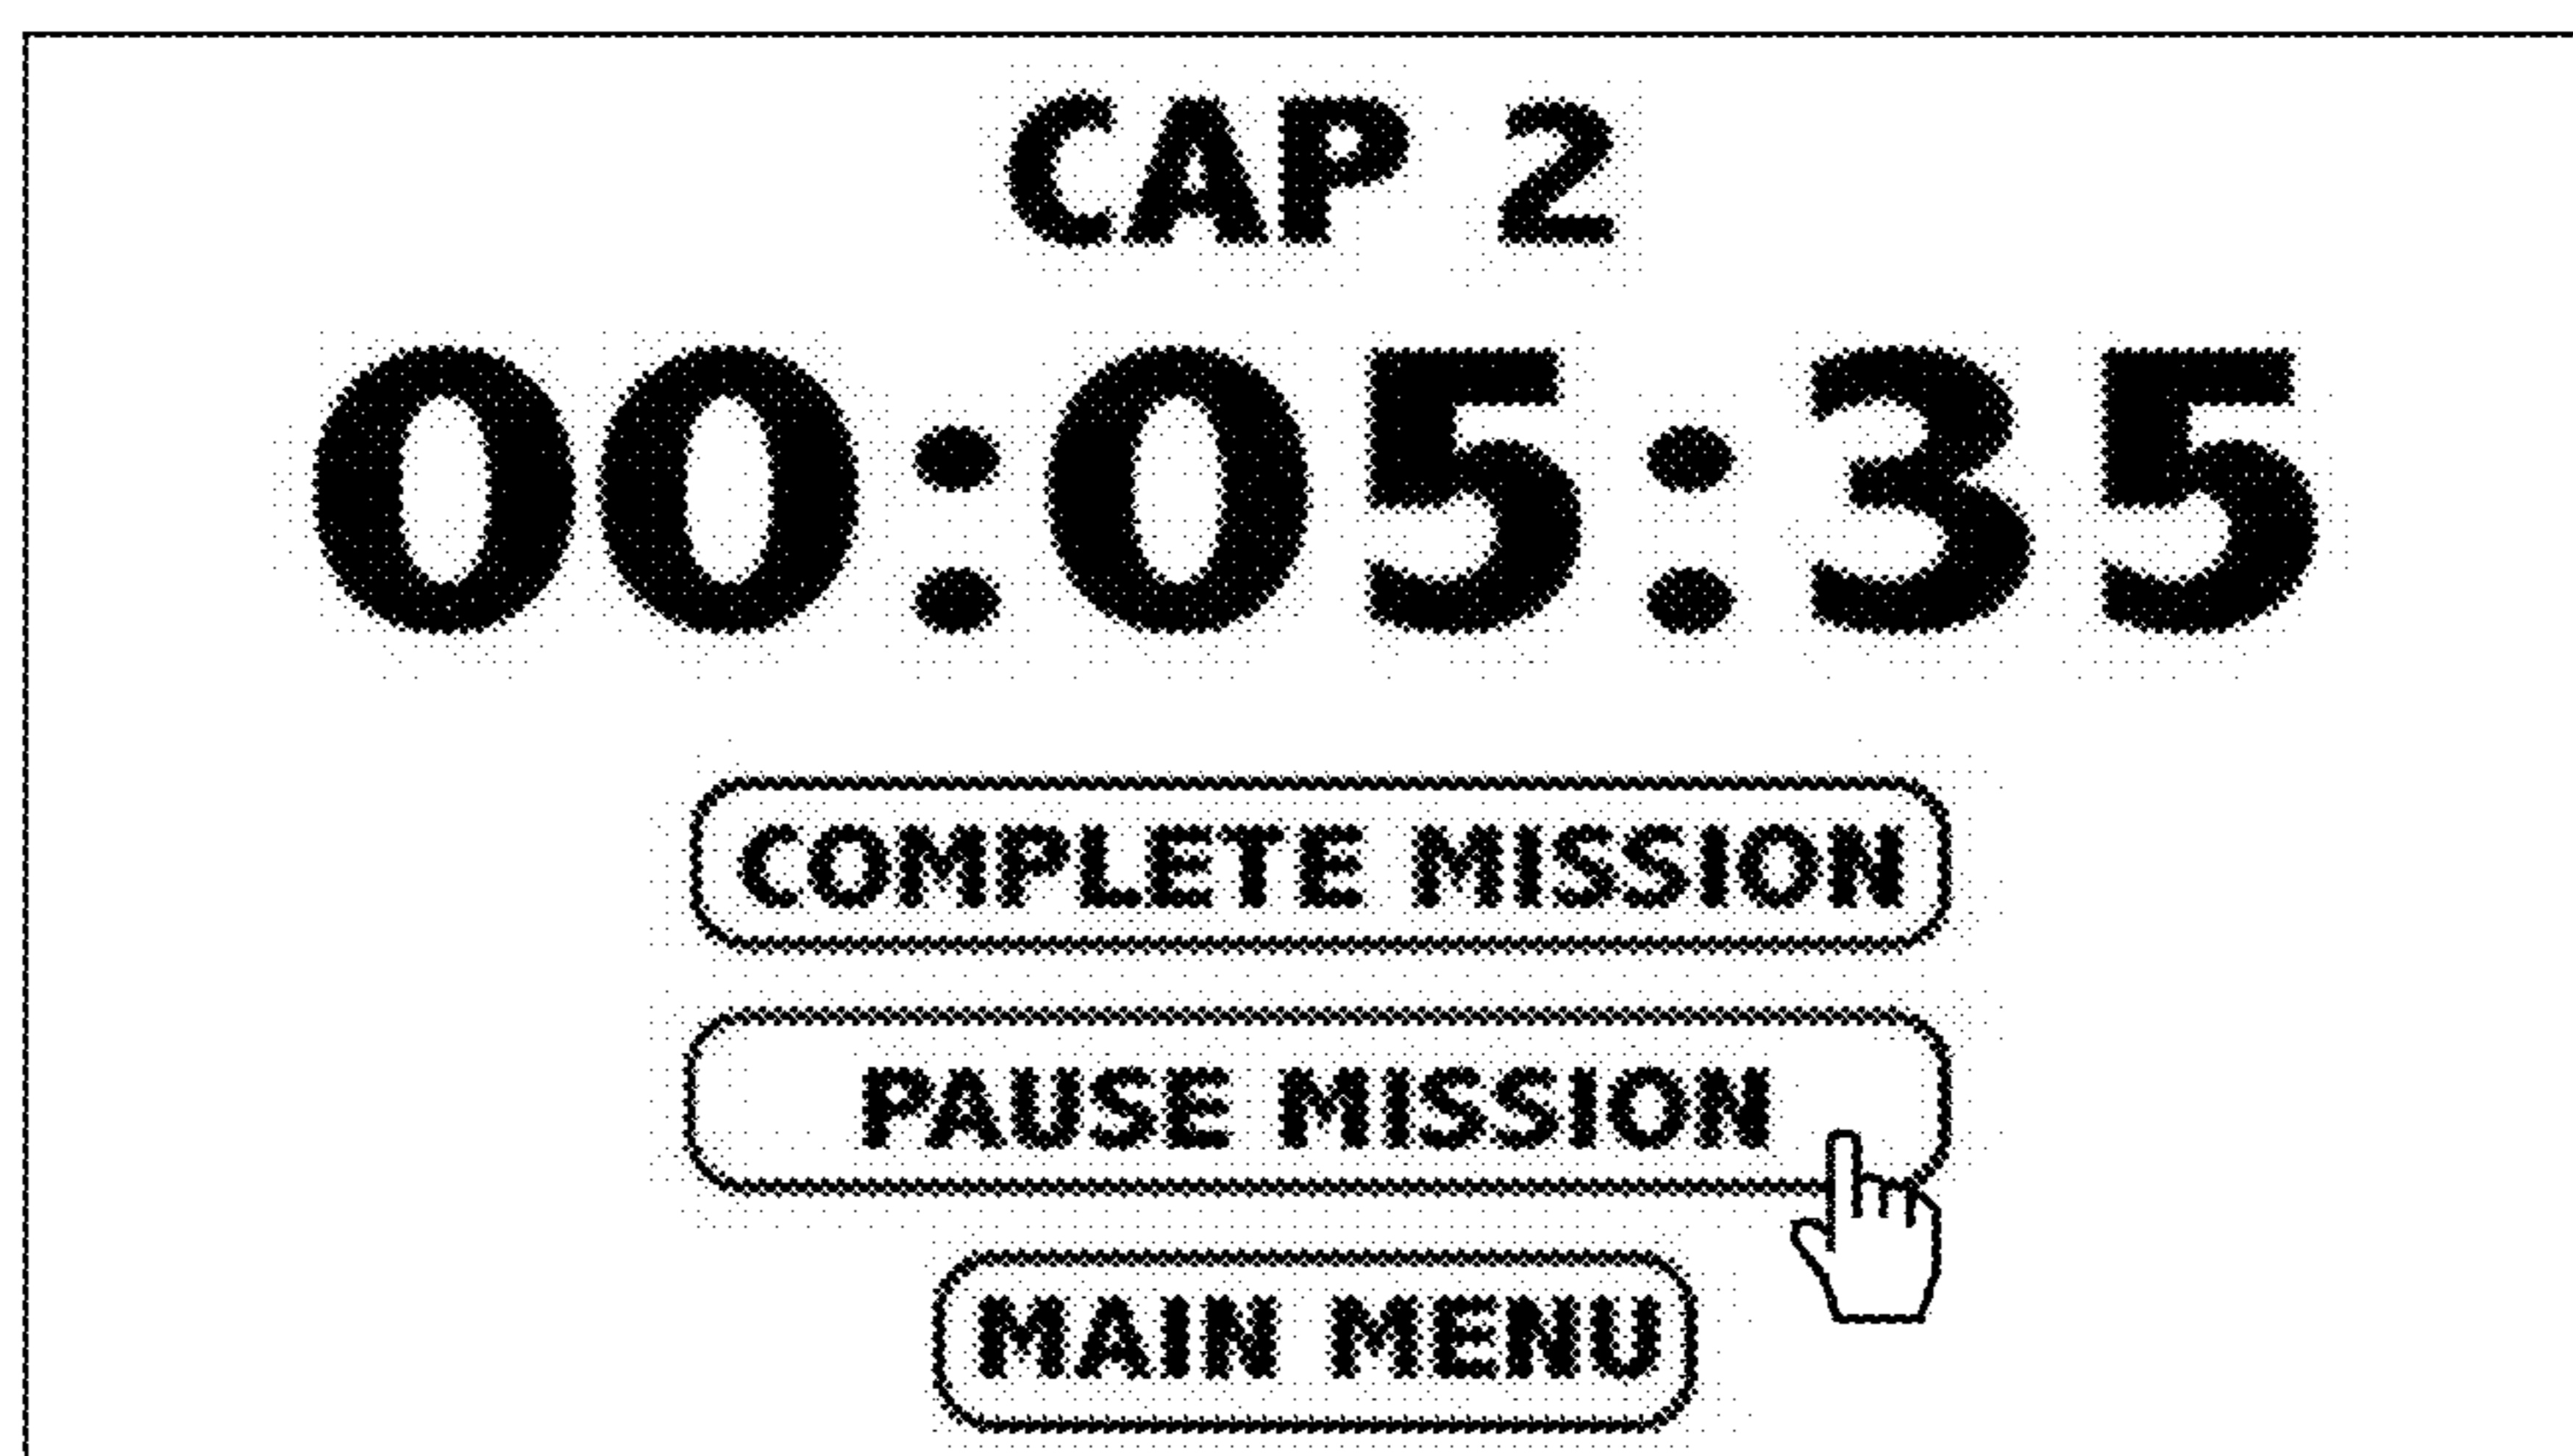 CAP 2
00:05:35
COMPLETE MISSION
PAUSE MISSION
MAIN MENU